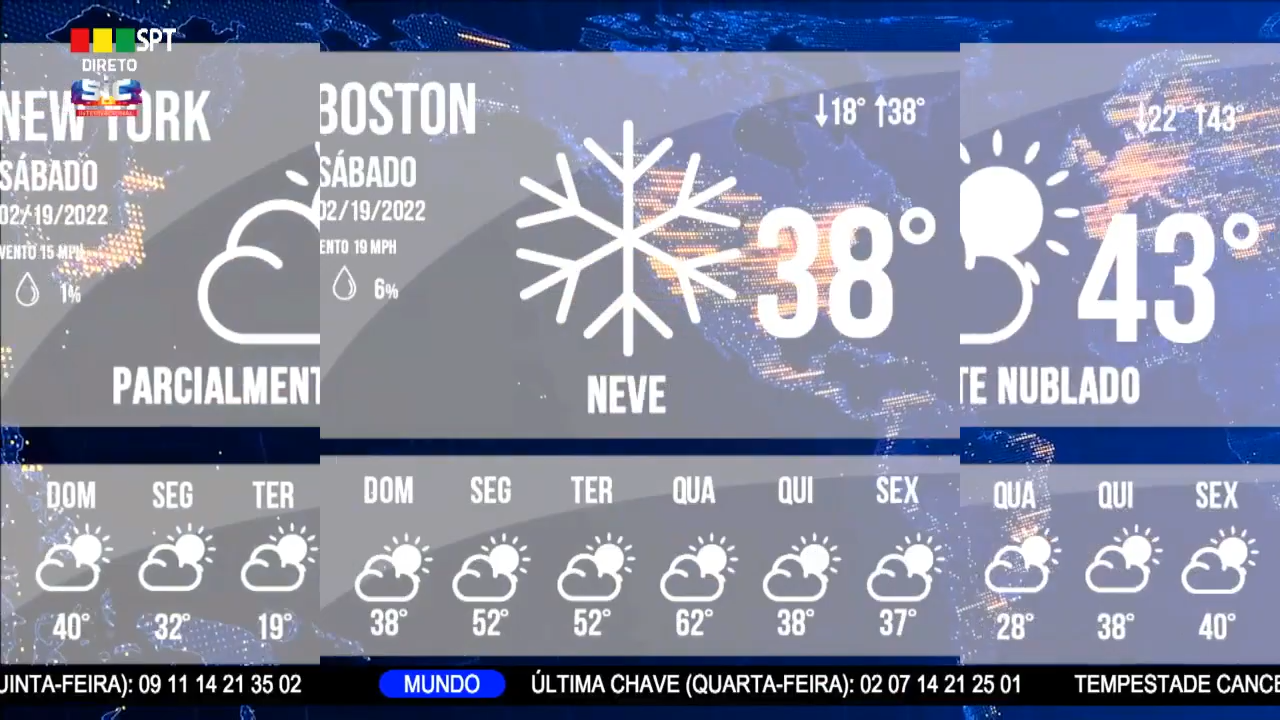 SPT
DIRETO
SIC
INTERNACIONAL
NEW YORK
SÁBADO
02/19/2022
VENTO 15 MPH
1%
PARCIALMENT
DOM SEG TER
40° 32° 19°
BOSTON
SÁBADO
02/19/2022
ENTO 19 MPH
6%
↓18° ↑38°
38°
NEVE
DOM SEG TER QUA QUI SEX
38° 52° 52° 62° 38° 37°
↓22° ↑43°
43°
TE NUBLADO
QUA QUI SEX
28° 38° 40°
UINTA-FEIRA): 09 11 14 21 35 02 MUNDO ÚLTIMA CHAVE (QUARTA-FEIRA): 02 07 14 21 25 01 TEMPESTADE CANCE